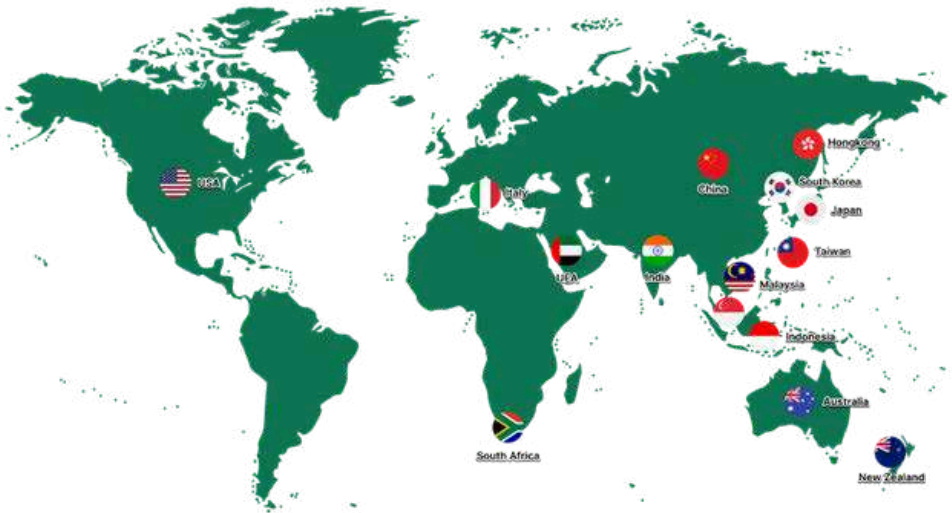 Hongkong
South Korea
China
USA
Italy
Japan
Taiwan
UEA
India
Malaysia
Indonesia
Australia
South Africa
New Zealand